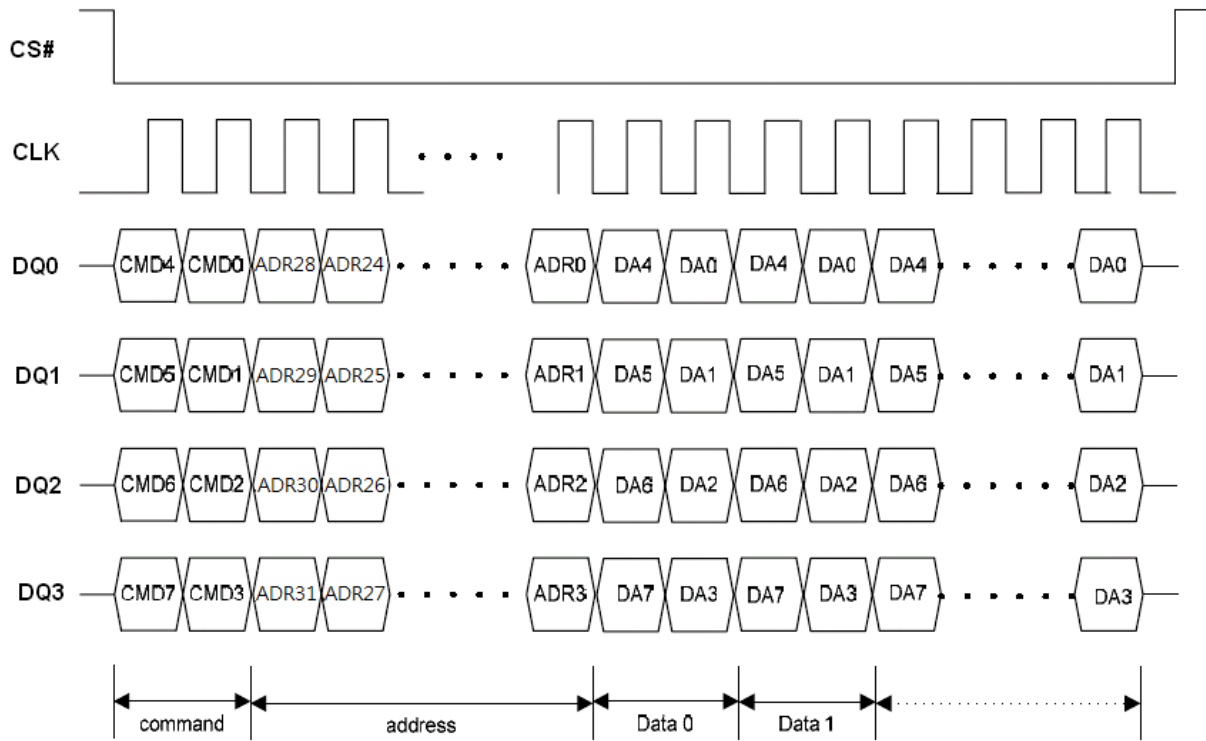 CS#
CLK
DQ0 CMD4 CMD0 ADR28 ADR24 ADR0 DA4 DA0 DA4 DA0 DA4 DA0
DQ1 CMD5 CMD1 ADR29 ADR25 ADR1 DA5 DA1 DA5 DA1 DA5 DA1
DQ2 CMD6 CMD2 ADR30 ADR26 ADR2 DA6 DA2 DA6 DA2 DA6 DA2
DQ3 CMD7 CMD3 ADR31 ADR27 ADR3 DA7 DA3 DA7 DA3 DA7 DA3
command address Data 0 Data 1